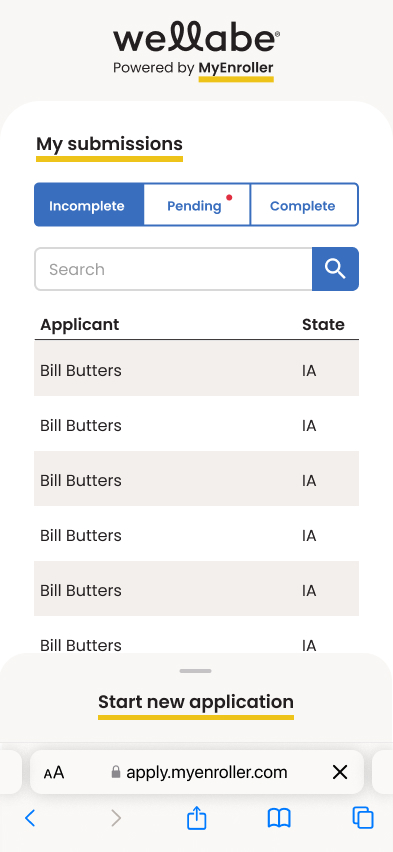 wellabe®
Powered by MyEnroller
My submissions
Incomplete Pending Complete
Search
Applicant State
Bill Butters IA
Bill Butters IA
Bill Butters IA
Bill Butters IA
Bill Butters IA
Bill Butters IA
Start new application
AA apply.myenroller.com